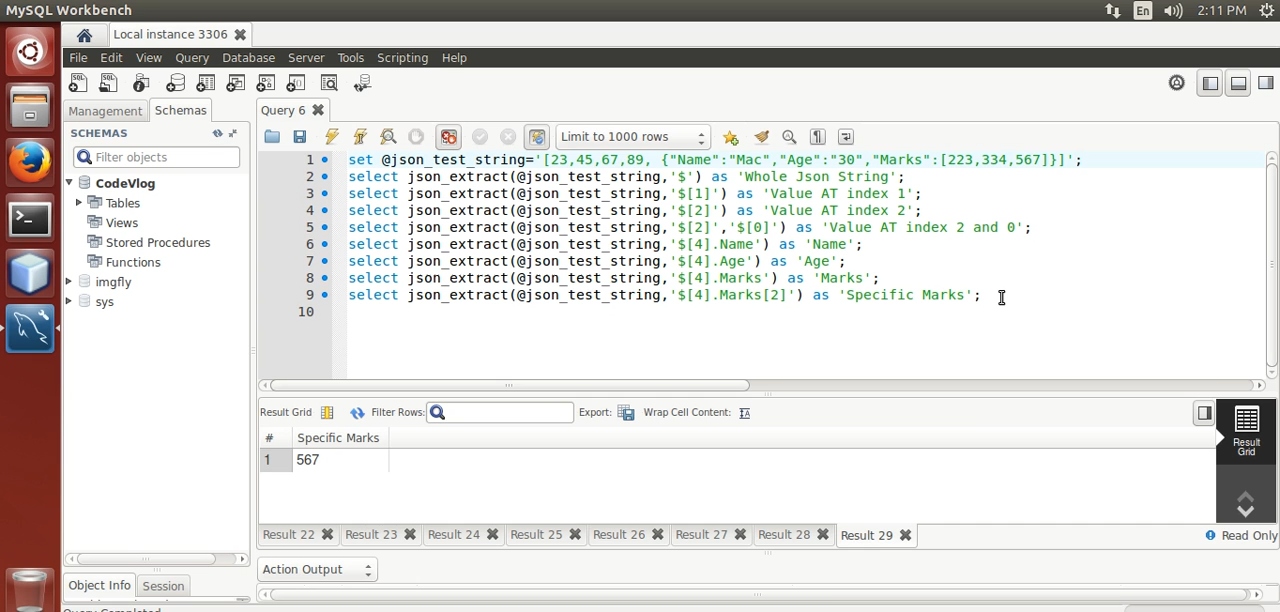 MySQL Workbench
En
2:11 PM
Local instance 3306
File Edit View Query Database Server Tools Scripting Help
Management Schemas
Query 6
SCHEMAS
Filter objects
CodeVlog
Tables
Views
Stored Procedures
Functions
imgfly
sys
Limit to 1000 rows
1 set @json_test_string='[23,45,67,89, {"Name":"Mac","Age":"30","Marks":[223,334,567]}]';
2 select json_extract(@json_test_string,'$') as 'Whole Json String';
3 select json_extract(@json_test_string,'$[1]') as 'Value AT index 1';
4 select json_extract(@json_test_string,'$[2]') as 'Value AT index 2';
5 select json_extract(@json_test_string,'$[2]','$[0]') as 'Value AT index 2 and 0';
6 select json_extract(@json_test_string,'$[4].Name') as 'Name';
7 select json_extract(@json_test_string,'$[4].Age') as 'Age';
8 select json_extract(@json_test_string,'$[4].Marks') as 'Marks';
9 select json_extract(@json_test_string,'$[4].Marks[2]') as 'Specific Marks';
10
Result Grid Filter Rows: Export: Wrap Cell Content:
# Specific Marks
1 567
Result
Grid
Result 22 Result 23 Result 24 Result 25 Result 26 Result 27 Result 28 Result 29 Read Only
Action Output
Object Info Session
Query Completed